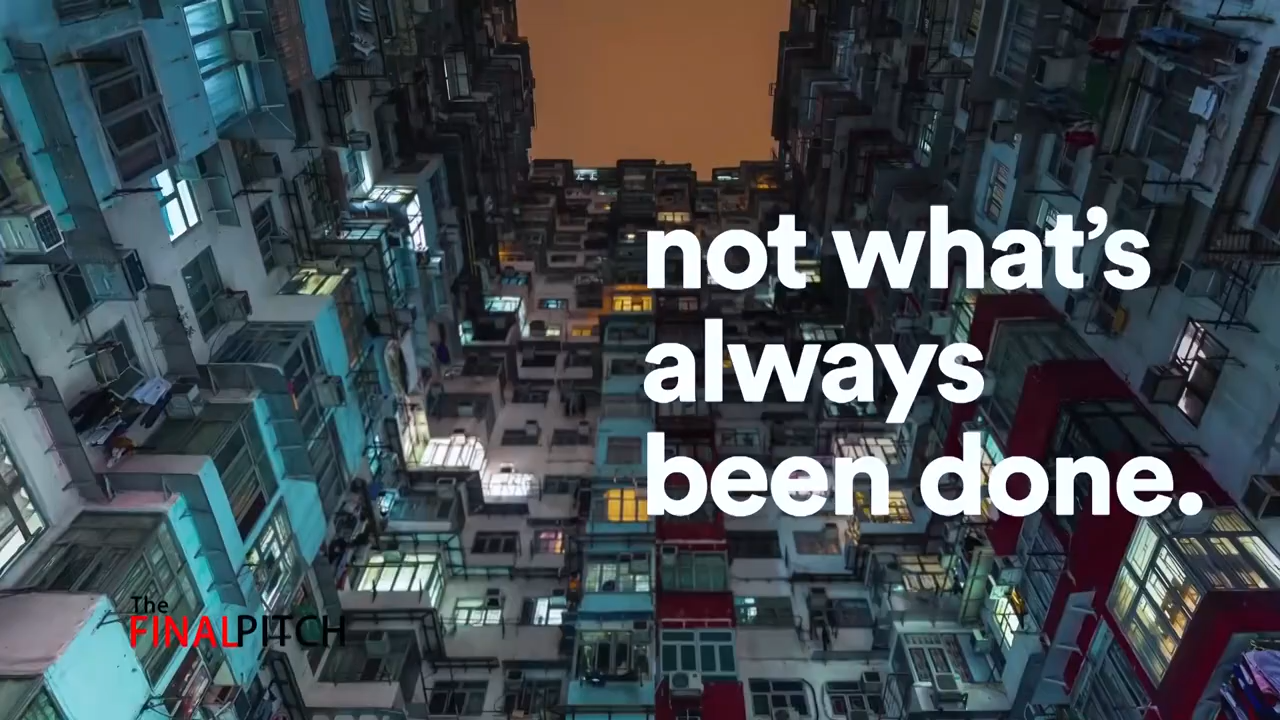 not what’s
always
been done.
The
FINALPITCH